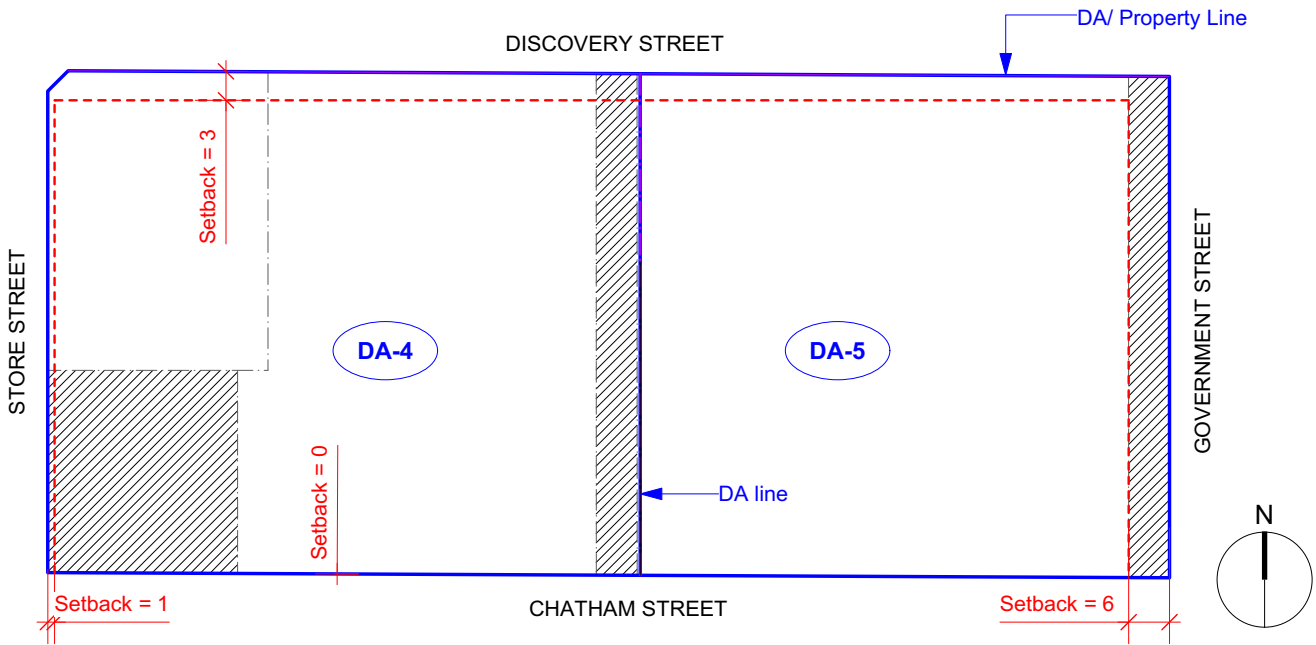 DA/ Property Line
DISCOVERY STREET
Setback = 3
STORE STREET
GOVERNMENT STREET
DA-4
DA-5
Setback = 0
DA line
N
Setback = 1
CHATHAM STREET
Setback = 6